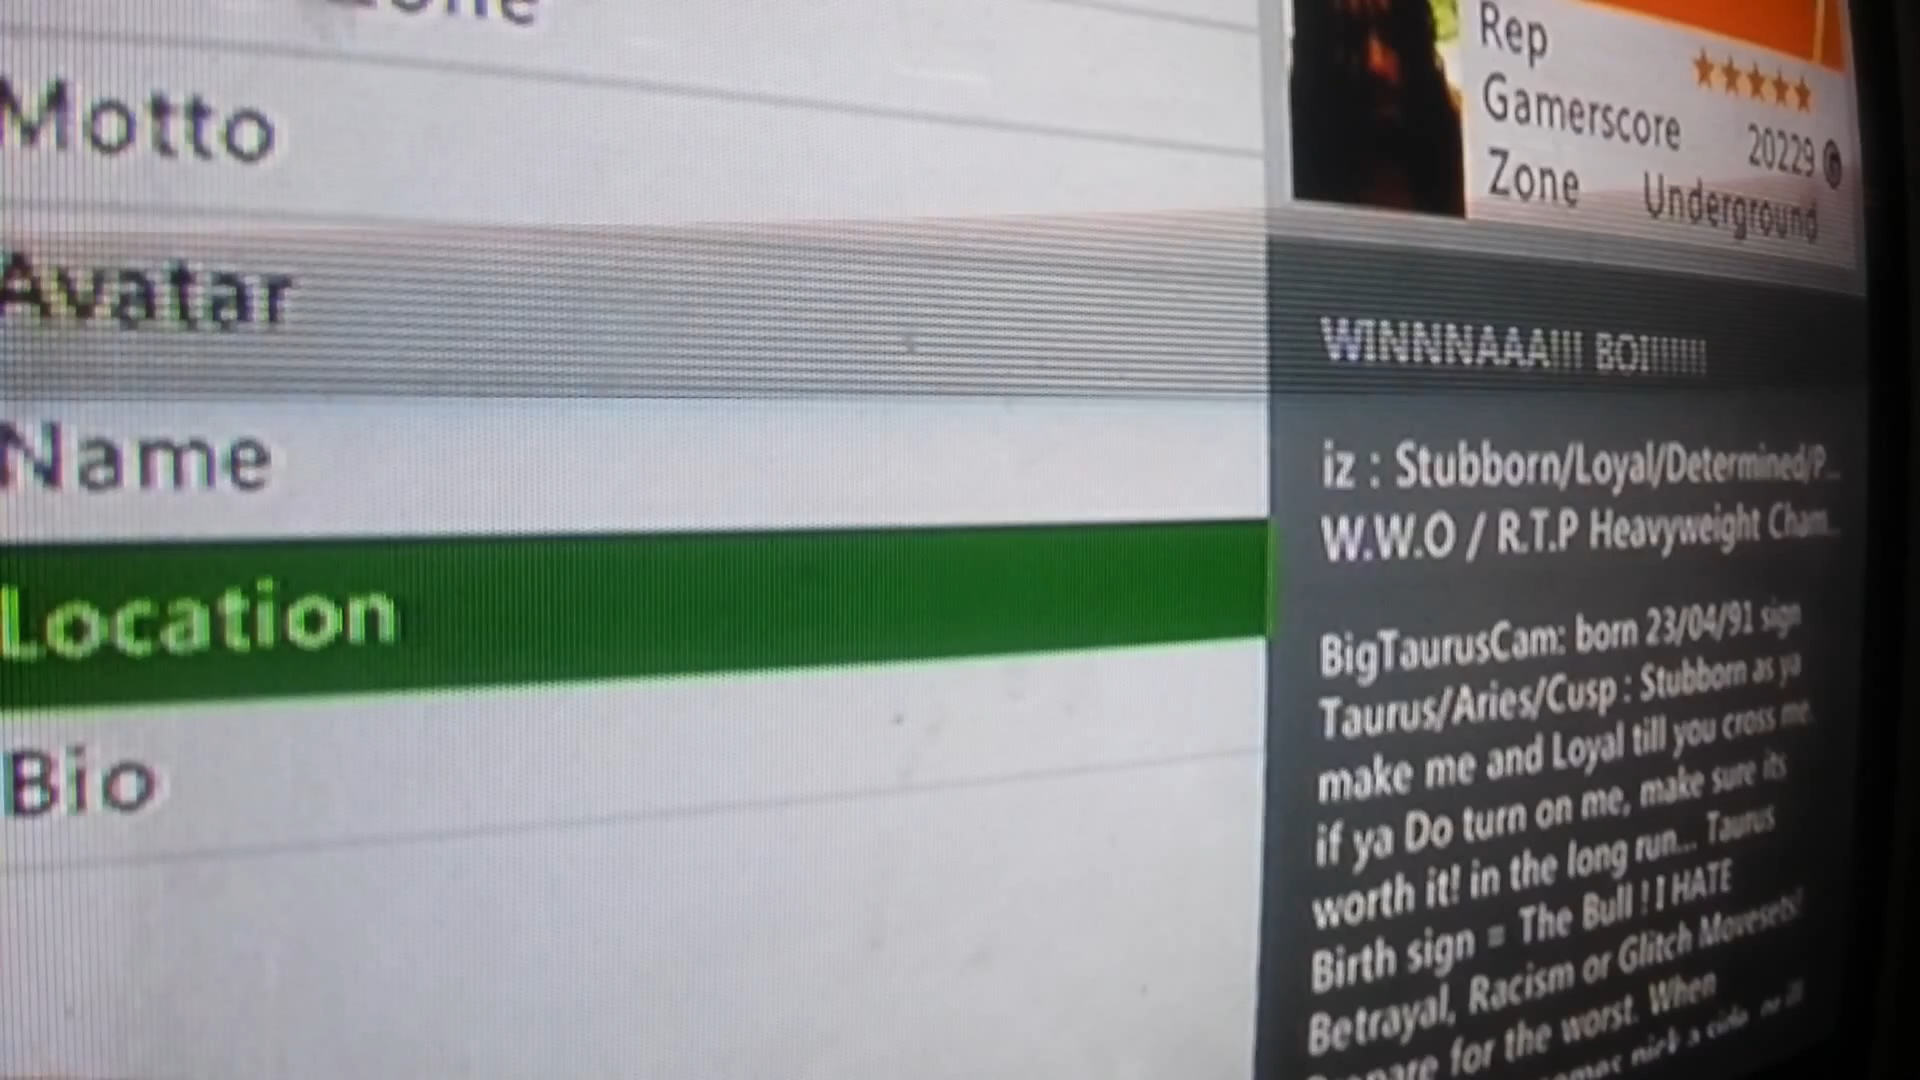 Motto
Avatar
Name
Location
Bio
Rep
Gamerscore 20229 G
Zone Underground
WINNNAAA!!! BOI!!!!!!!
iz : Stubborn/Loyal/Determined/P...
W.W.O / R.T.P Heavyweight Cham...
BigTaurusCam: born 23/04/91 sign
Taurus/Aries/Cusp : Stubborn as ya
make me and Loyal till you cross me.
if ya Do turn on me, make sure its
worth it! in the long run... Taurus
Birth sign = The Bull ! I HATE
Betrayal, Racism or Glitch Movesets!
for the worst. When